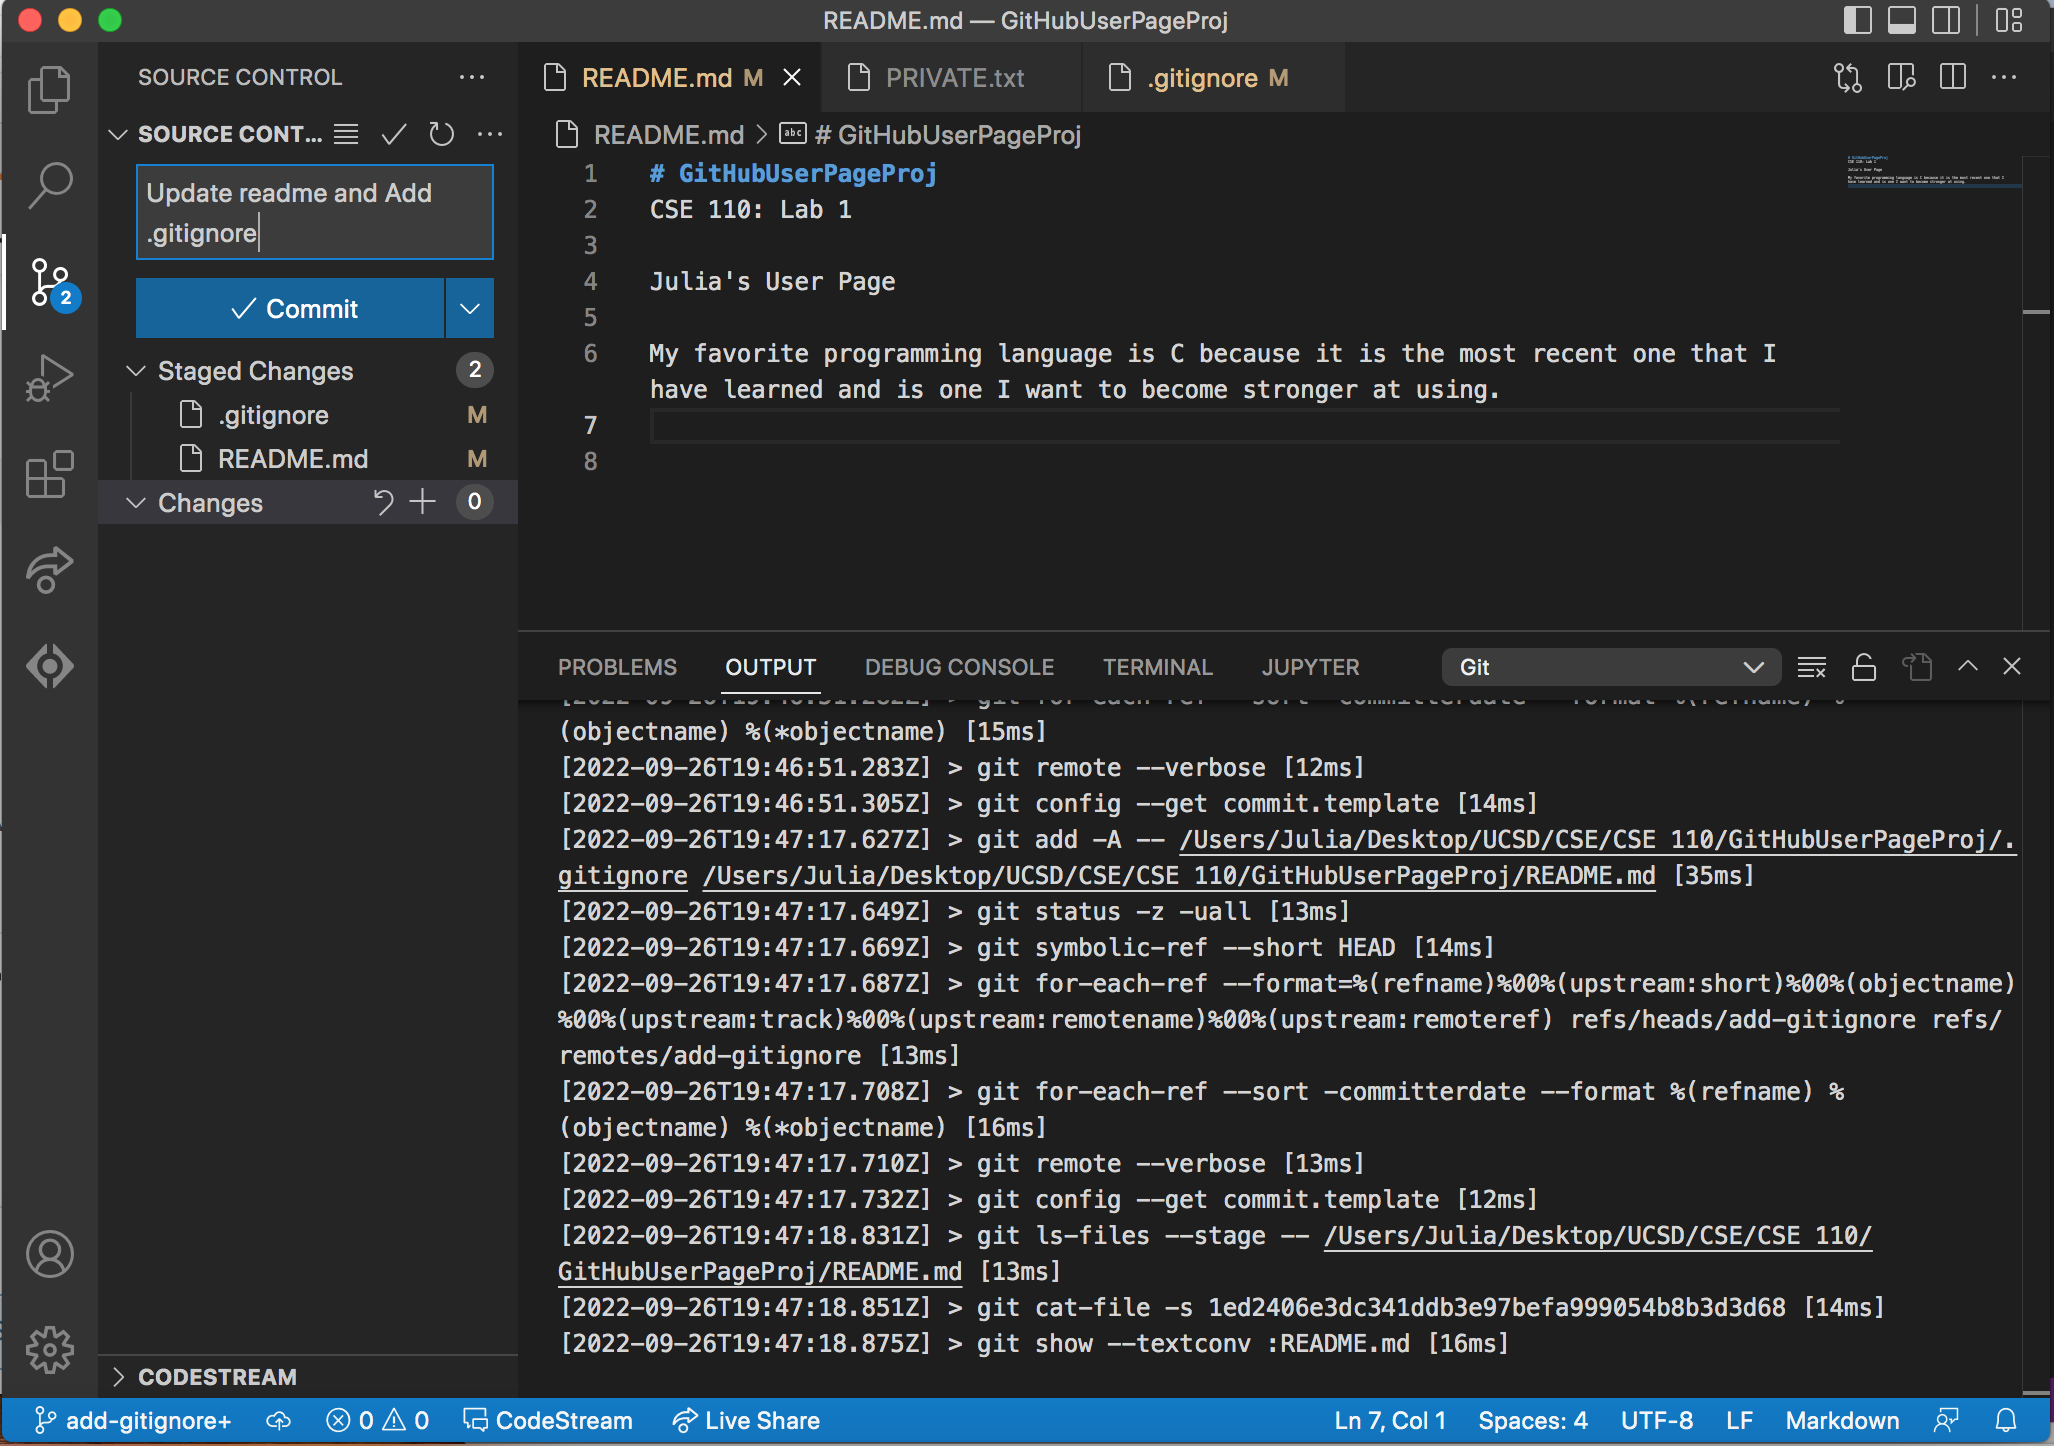 README.md — GitHubUserPageProj
SOURCE CONTROL
SOURCE CONT...
Update readme and Add
.gitignore
Commit
Staged Changes 2
.gitignore M
README.md M
Changes 0
CODESTREAM
2
README.md M
PRIVATE.txt
.gitignore M
README.md > abc # GitHubUserPageProj
1 # GitHubUserPageProj
2 CSE 110: Lab 1
3
4 Julia's User Page
5
6 My favorite programming language is C because it is the most recent one that I
have learned and is one I want to become stronger at using.
7
8
PROBLEMS OUTPUT DEBUG CONSOLE TERMINAL JUPYTER Git
(objectname) %(*objectname) [15ms]
[2022-09-26T19:46:51.283Z] > git remote --verbose [12ms]
[2022-09-26T19:46:51.305Z] > git config --get commit.template [14ms]
[2022-09-26T19:47:17.627Z] > git add -A -- /Users/Julia/Desktop/UCSD/CSE/CSE 110/GitHubUserPageProj/.
gitignore /Users/Julia/Desktop/UCSD/CSE/CSE 110/GitHubUserPageProj/README.md [35ms]
[2022-09-26T19:47:17.649Z] > git status -z -uall [13ms]
[2022-09-26T19:47:17.669Z] > git symbolic-ref --short HEAD [14ms]
[2022-09-26T19:47:17.687Z] > git for-each-ref --format=%(refname)%00%(upstream:short)%00%(objectname)
%00%(upstream:track)%00%(upstream:remotename)%00%(upstream:remoteref) refs/heads/add-gitignore refs/
remotes/add-gitignore [13ms]
[2022-09-26T19:47:17.708Z] > git for-each-ref --sort -committerdate --format %(refname) %
(objectname) %(*objectname) [16ms]
[2022-09-26T19:47:17.710Z] > git remote --verbose [13ms]
[2022-09-26T19:47:17.732Z] > git config --get commit.template [12ms]
[2022-09-26T19:47:18.831Z] > git ls-files --stage -- /Users/Julia/Desktop/UCSD/CSE/CSE 110/
GitHubUserPageProj/README.md [13ms]
[2022-09-26T19:47:18.851Z] > git cat-file -s 1ed2406e3dc341ddb3e97befa999054b8b3d3d68 [14ms]
[2022-09-26T19:47:18.875Z] > git show --textconv :README.md [16ms]
add-gitignore+ 0 0 CodeStream Live Share Ln 7, Col 1 Spaces: 4 UTF-8 LF Markdown